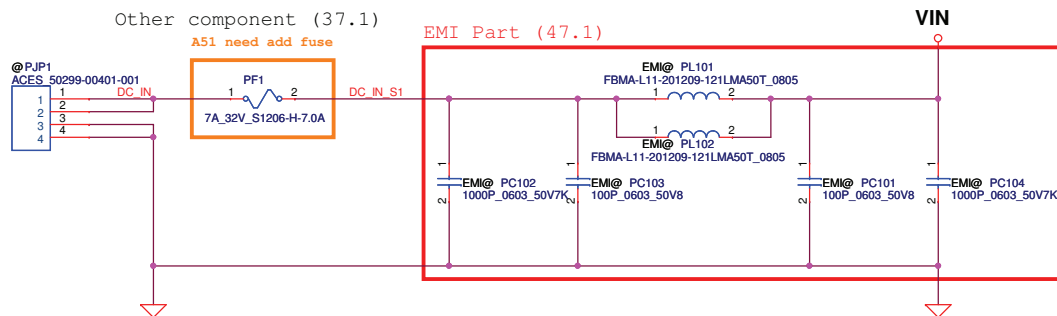 Other component (37.1)
VIN
A51 need add fuse
EMI Part (47.1)
@PJP1
ACES_50299-00401-001
1
2
3
4
1
2
3
4
DC_IN
PF1
1
2
7A_32V_S1206-H-7.0A
DC_IN_S1
EMI@ PL101
FBMA-L11-201209-121LMA50T_0805
1
2
1
2
EMI@ PL102
FBMA-L11-201209-121LMA50T_0805
1
EMI@ PC102
1000P_0603_50V7K
2
1
EMI@ PC103
100P_0603_50V8
2
1
EMI@ PC101
100P_0603_50V8
2
1
EMI@ PC104
1000P_0603_50V7K
2